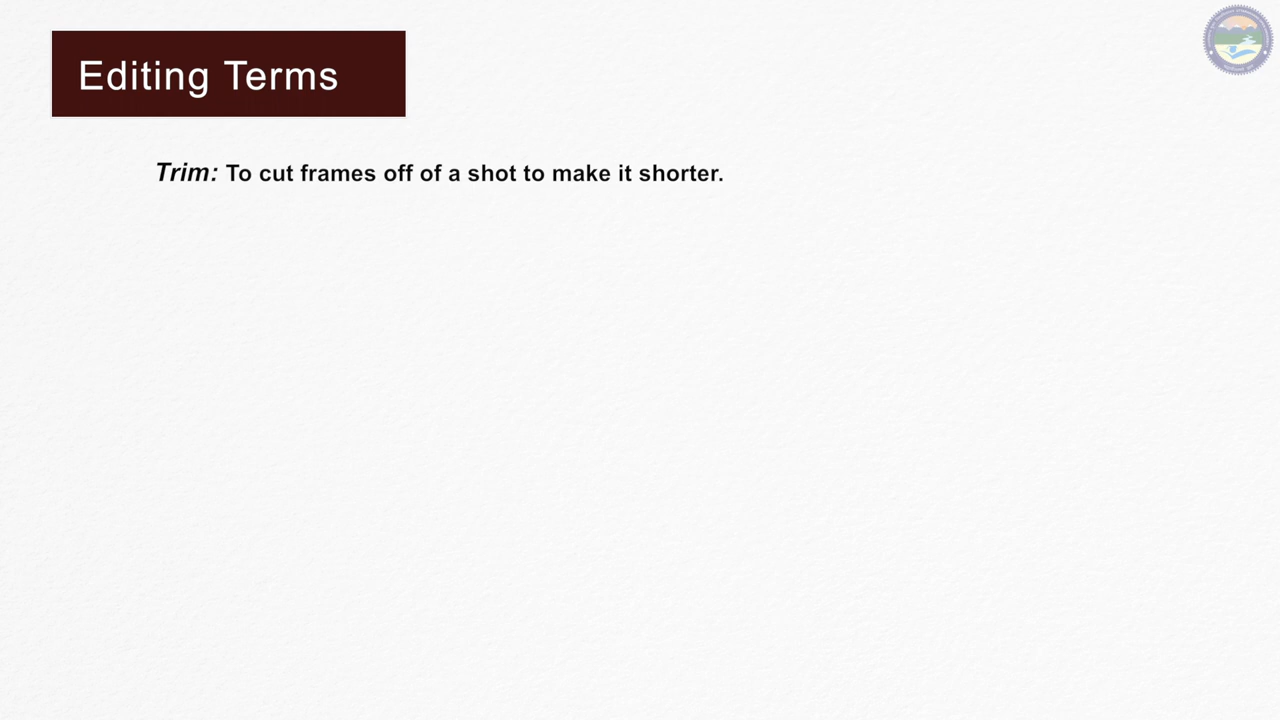 Editing Terms
Trim: To cut frames off of a shot to make it shorter.